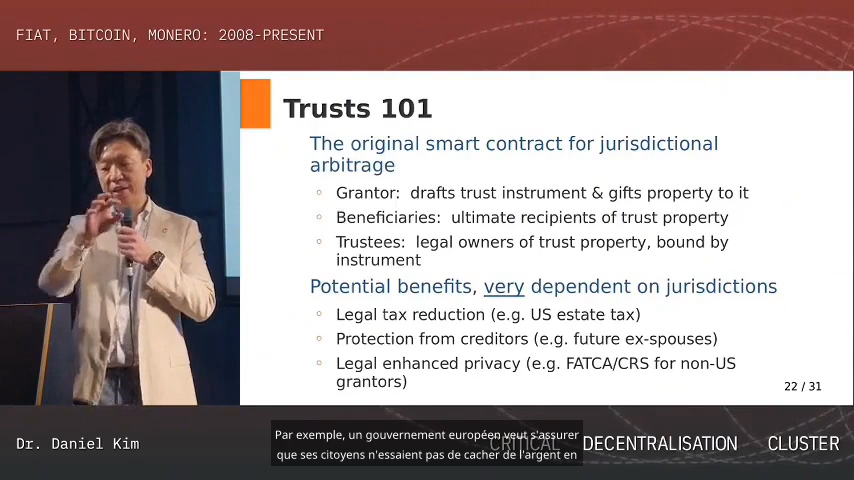 FIAT, BITCOIN, MONERO: 2008-PRESENT
Trusts 101
The original smart contract for jurisdictional
arbitrage
Grantor: drafts trust instrument & gifts property to it
Beneficiaries: ultimate recipients of trust property
Trustees: legal owners of trust property, bound by
instrument
Potential benefits, very dependent on jurisdictions
Legal tax reduction (e.g. US estate tax)
Protection from creditors (e.g. future ex-spouses)
Legal enhanced privacy (e.g. FATCA/CRS for non-US
grantors)
22 / 31
Dr. Daniel Kim
Par exemple, un gouvernement européen veut s'assurer
que ses citoyens n'essaient pas de cacher de l'argent en
CRITICAL DECENTRALISATION CLUSTER